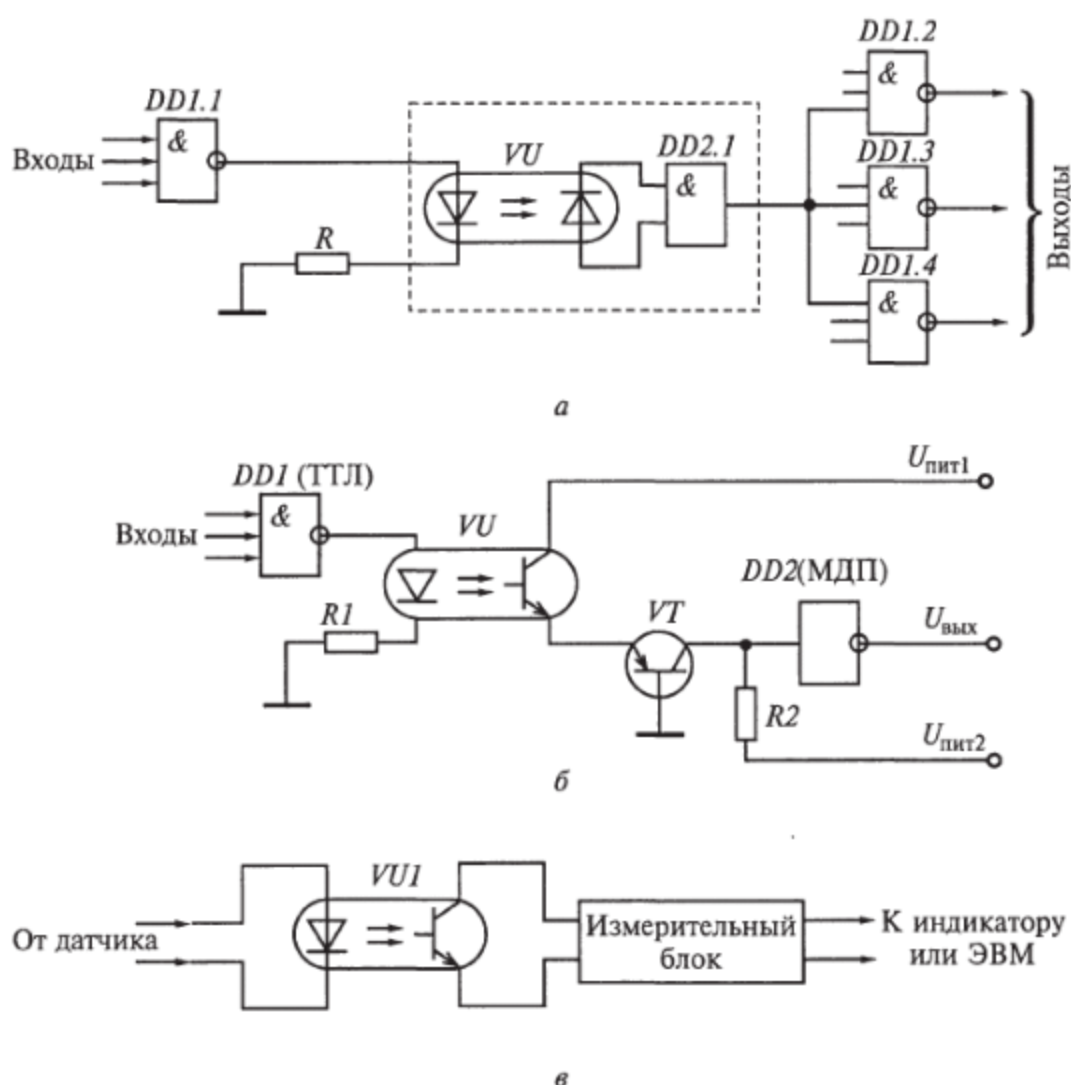 DD1.2
&
DD1.1
&
Входы
VU
DD2.1
&
DD1.3
&
R
DD1.4
&
Выходы
а
DD1 (ТТЛ)
&
Входы
VU
Uпит1
R1
VT
DD2(МДП)
Uвых
R2
Uпит2
б
VU1
От датчика
Измерительный
блок
К индикатору
или ЭВМ
в